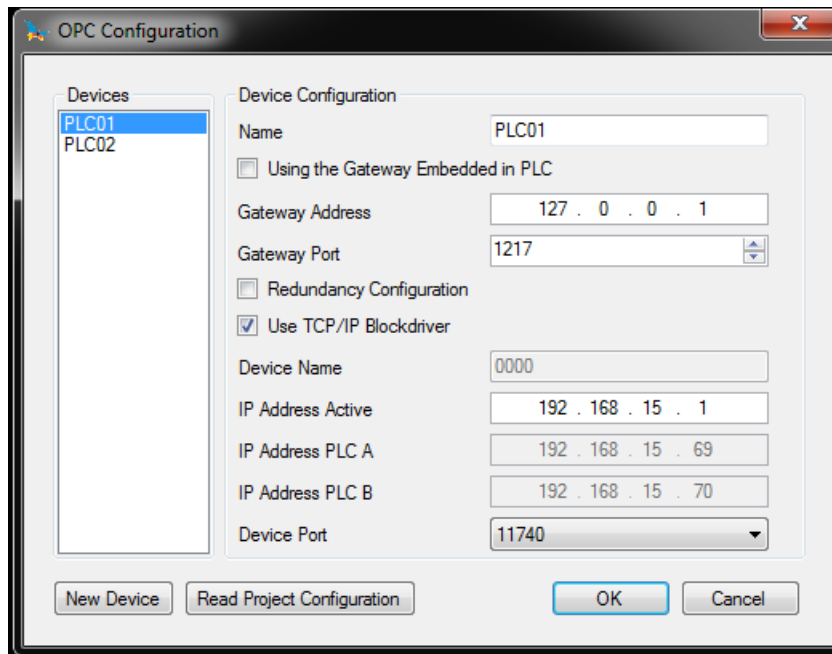 OPC Configuration
Devices
PLC01
PLC02
Device Configuration
Name PLC01
Using the Gateway Embedded in PLC
Gateway Address 127 . 0 . 0 . 1
Gateway Port 1217
Redundancy Configuration
Use TCP/IP Blockdriver
Device Name 0000
IP Address Active 192 . 168 . 15 . 1
IP Address PLC A 192 . 168 . 15 . 69
IP Address PLC B 192 . 168 . 15 . 70
Device Port 11740
New Device Read Project Configuration OK Cancel